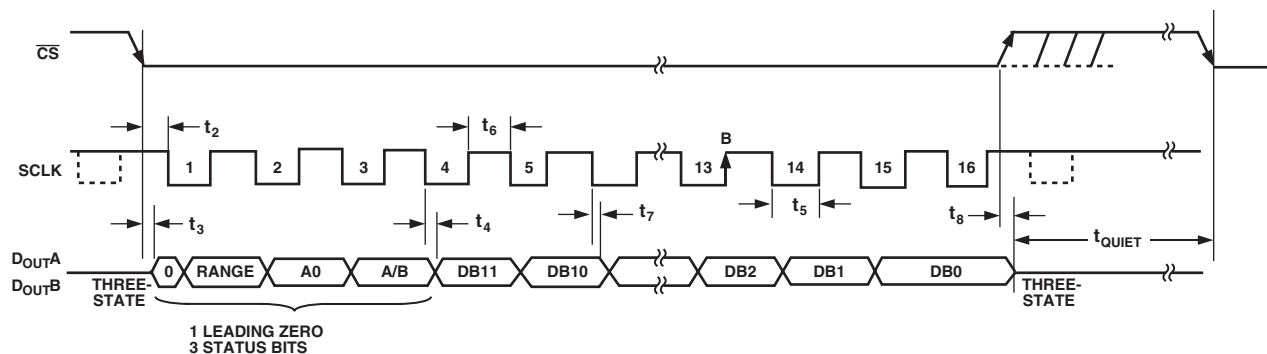 CS
t2
t6
B
SCLK
1 2 3 4 5 13 14 15 16
t3
t4
t7
t5
t8
tQUIET
DOUTA
DOUTB
THREE-
STATE
0 RANGE A0 A/B DB11 DB10 DB2 DB1 DB0
THREE-
STATE
1 LEADING ZERO
3 STATUS BITS